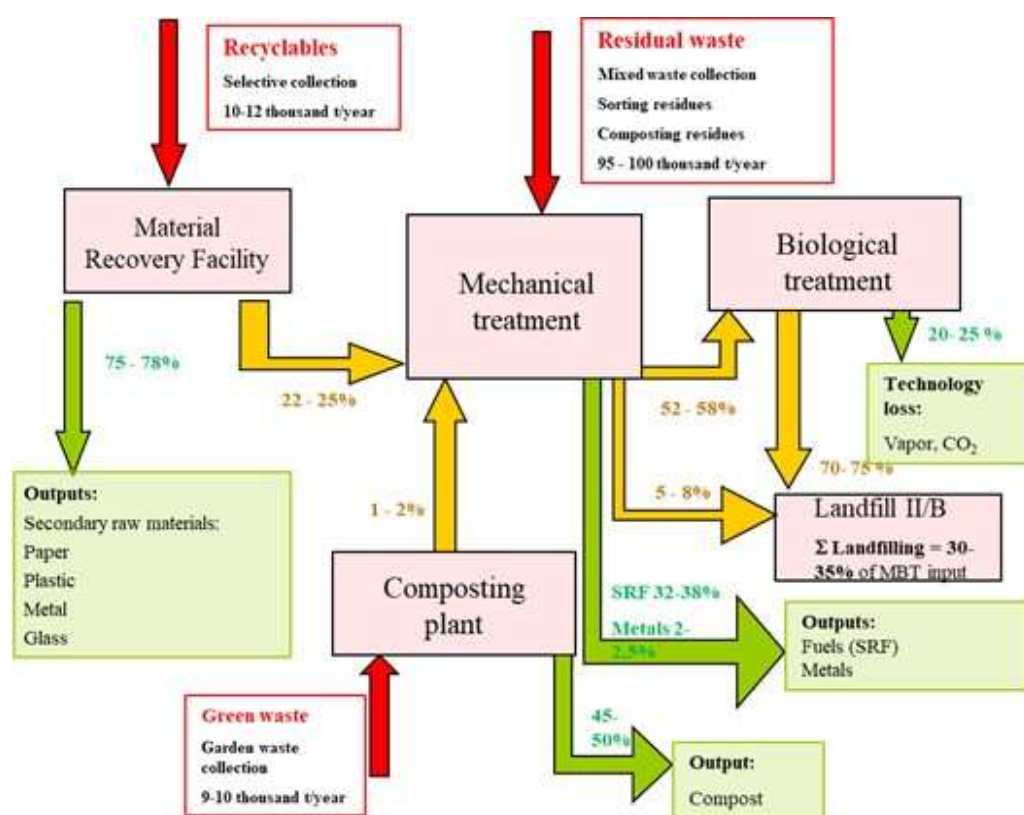 Recyclables
Selective collection
10-12 thousand t/year
Residual waste
Mixed waste collection
Sorting residues
Composting residues
95 - 100 thousand t/year
Material
Recovery Facility
Mechanical
treatment
Biological
treatment
75 - 78%
22 - 25%
52 - 58%
20- 25 %
Technology
loss:
Vapor, CO₂
70- 75 %
5 - 8%
1 - 2%
Outputs:
Secondary raw materials:
Paper
Plastic
Metal
Glass
Landfill II/B
Σ Landfilling = 30-
35% of MBT input
Composting
plant
SRF 32-38%
Metals 2-
2,5%
Outputs:
Fuels (SRF)
Metals
Green waste
Garden waste
collection
9-10 thousand t/year
45-
50%
Output:
Compost